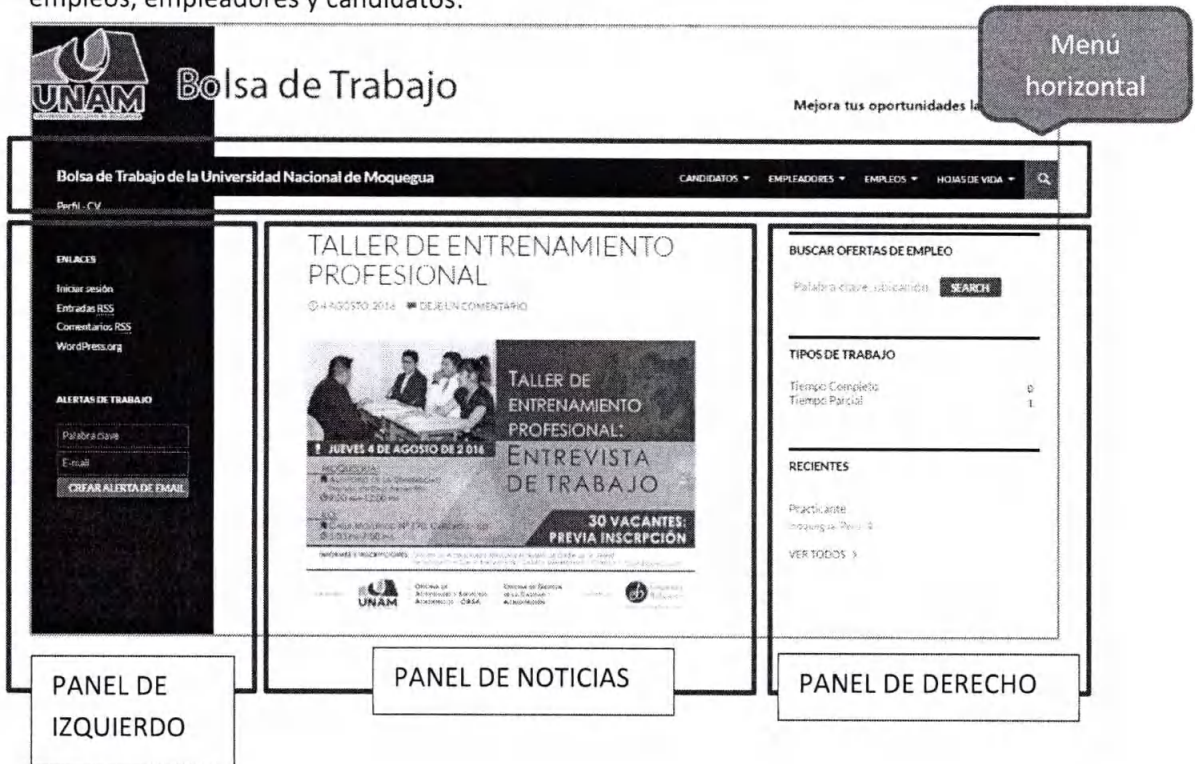 empleos, empleadores y candidatos.
Menú
horizontal
UNAM
Bolsa de Trabajo
Mejora tus oportunidades
Bolsa de Trabajo de la Universidad Nacional de Moquegua
CANDIDATOS
EMPLEADORES
EMPLEOS
HOJAS DE VIDA
Perfil - CV
ENLACES
Iniciar sesión
Entradas RSS
Comentarios RSS
WordPress.org
ALERTAS DE TRABAJO
Palabra clave
E-mail
CREAR ALERTA DE EMAIL
TALLER DE ENTRENAMIENTO
PROFESIONAL
4 AGOSTO, 2016 DEJE UN COMENTARIO
TALLER DE
ENTRENAMIENTO
PROFESIONAL:
ENTREVISTA
DE TRABAJO
JUEVES 4 DE AGOSTO DE 2 016
MOQUEGUA:
30 VACANTES:
PREVIA INSCRPCIÓN
INFORMES E INSCRIPCIONES:
UNAM
BUSCAR OFERTAS DE EMPLEO
Palabra clave, ubicación
SEARCH
TIPOS DE TRABAJO
Tiempo Completo 0
Tiempo Parcial 1
RECIENTES
Practicante
VER TODOS
PANEL DE
IZQUIERDO
PANEL DE NOTICIAS
PANEL DE DERECHO